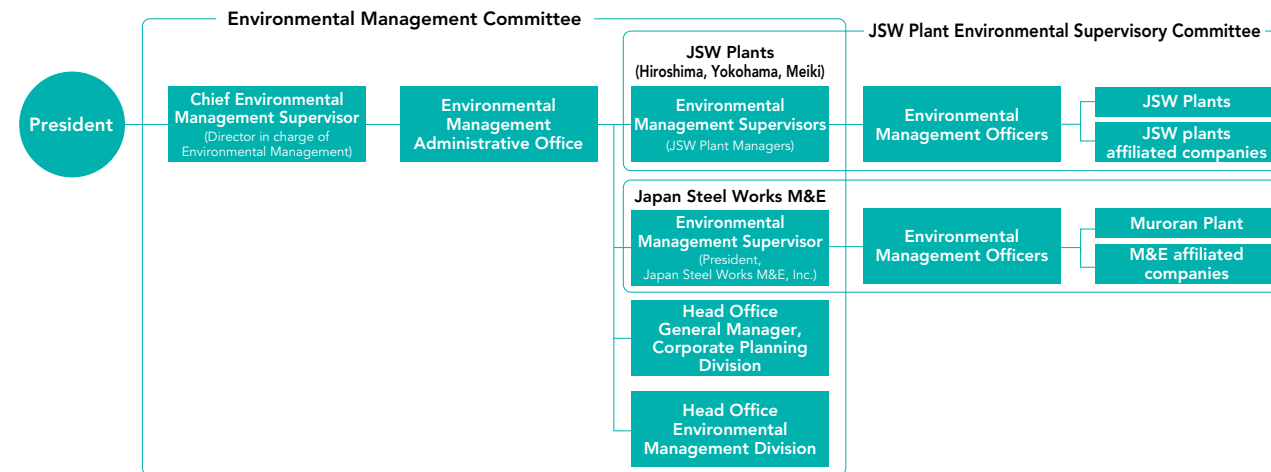 Environmental Management Committee
JSW Plant Environmental Supervisory Committee
President
Chief Environmental
Management Supervisor
(Director in charge of
Environmental Management)
Environmental
Management
Administrative Office
JSW Plants
(Hiroshima, Yokohama, Meiki)
Environmental
Management Supervisors
(JSW Plant Managers)
Environmental
Management Officers
JSW Plants
JSW plants
affiliated companies
Japan Steel Works M&E
Environmental
Management Supervisor
(President,
Japan Steel Works M&E, Inc.)
Environmental
Management Officers
Muroran Plant
M&E affiliated
companies
Head Office
General Manager,
Corporate Planning
Division
Head Office
Environmental
Management Division